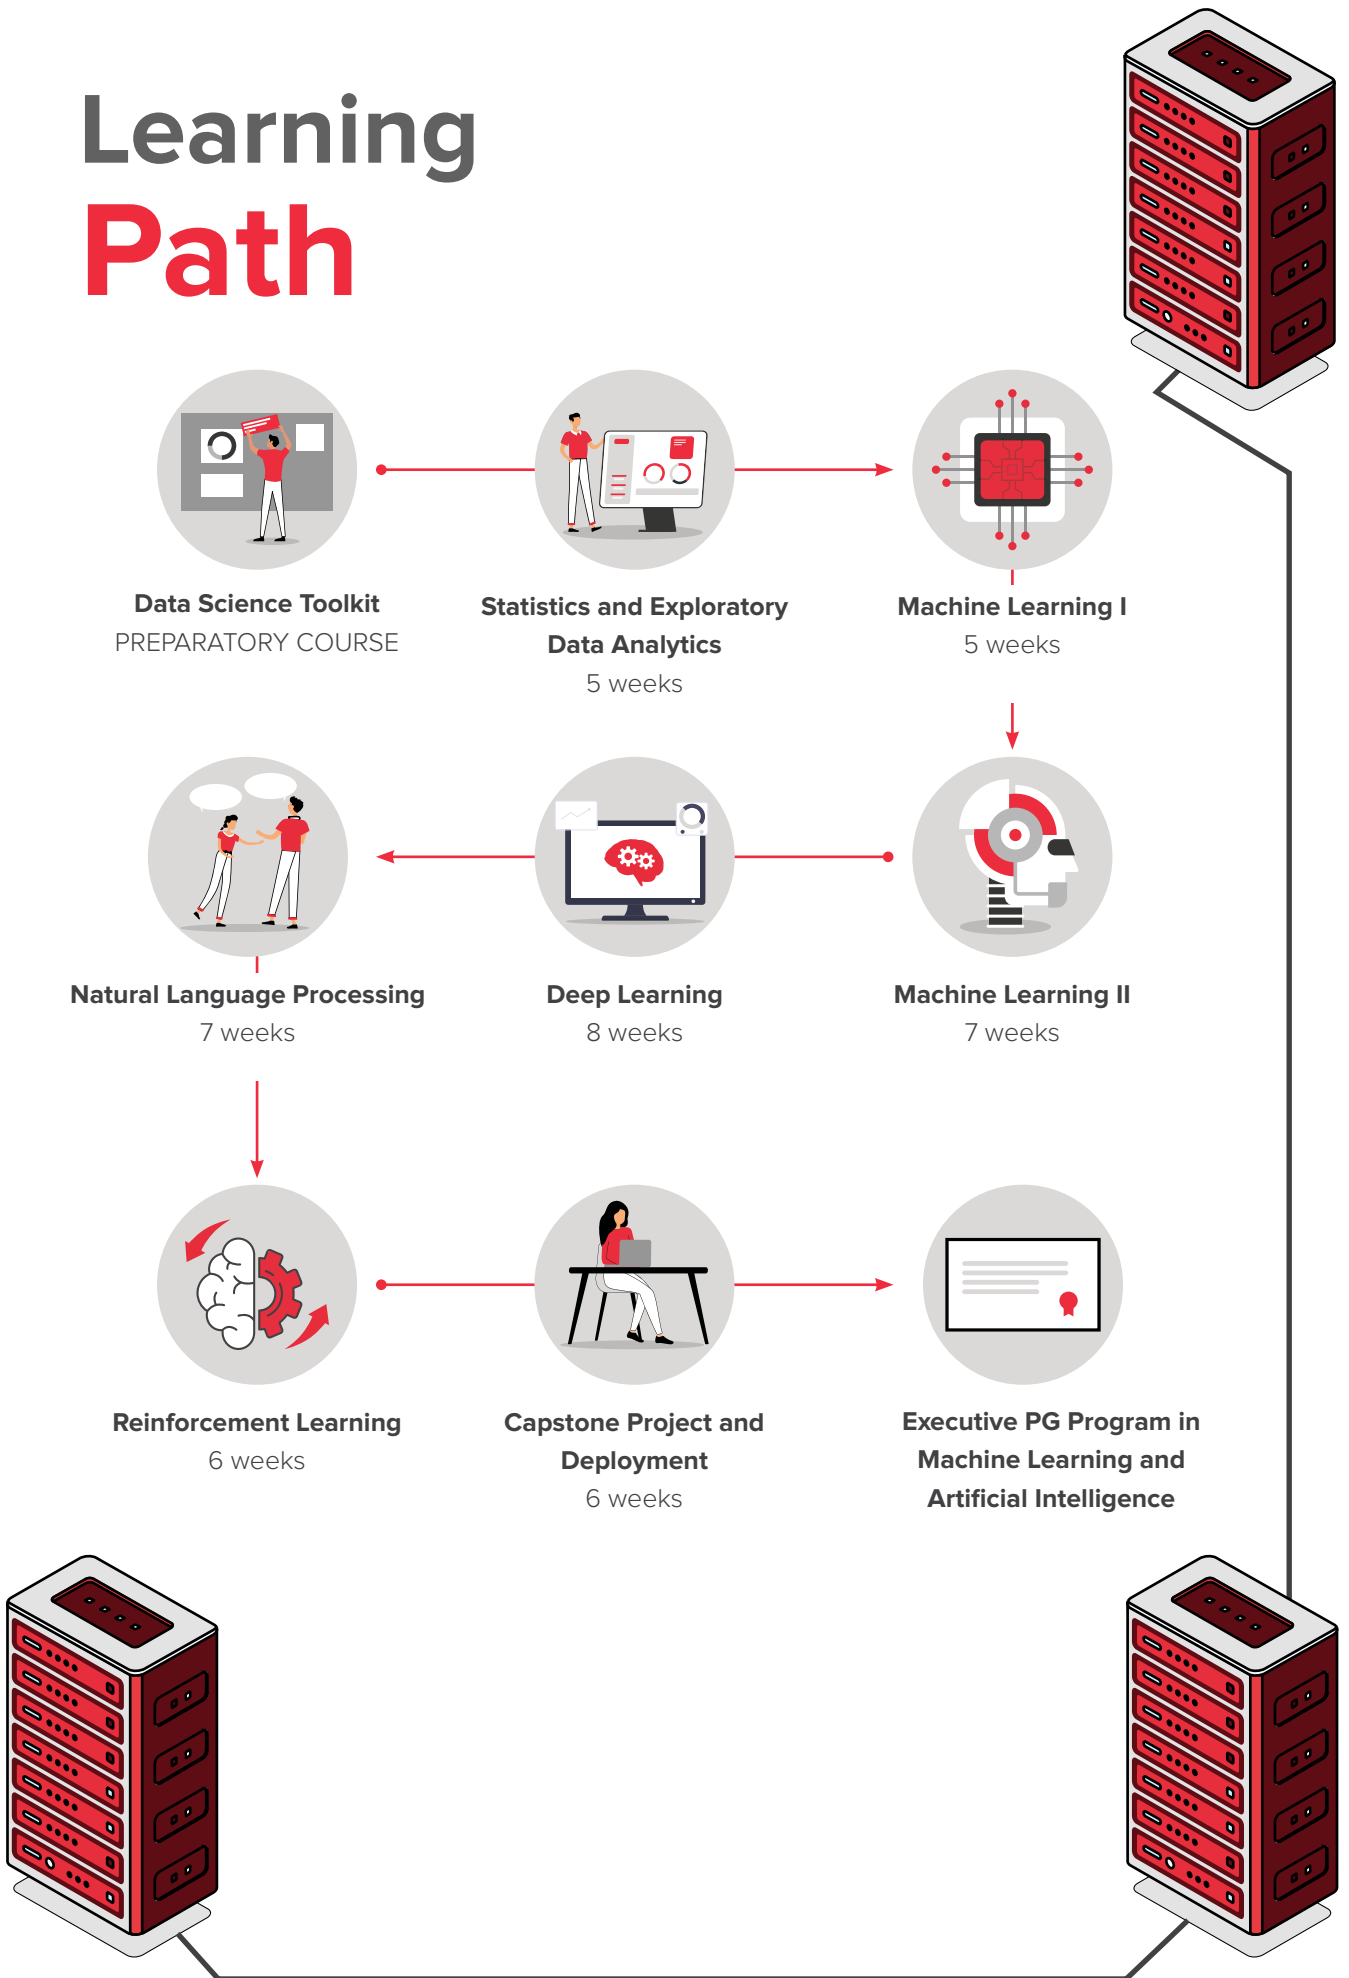 Learning
Path
Data Science Toolkit
PREPARATORY COURSE
Statistics and Exploratory
Data Analytics
5 weeks
Machine Learning I
5 weeks
Machine Learning II
7 weeks
Deep Learning
8 weeks
Natural Language Processing
7 weeks
Reinforcement Learning
6 weeks
Capstone Project and
Deployment
6 weeks
Executive PG Program in
Machine Learning and
Artificial Intelligence